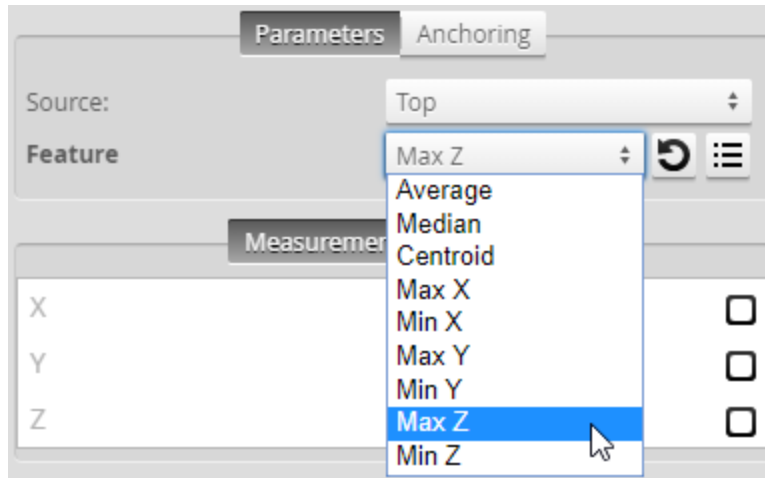 Parameters Anchoring
Source: Top
Feature Max Z
Average
Median
Centroid
Max X
Min X
Max Y
Min Y
Max Z
Min Z
X
Y
Z